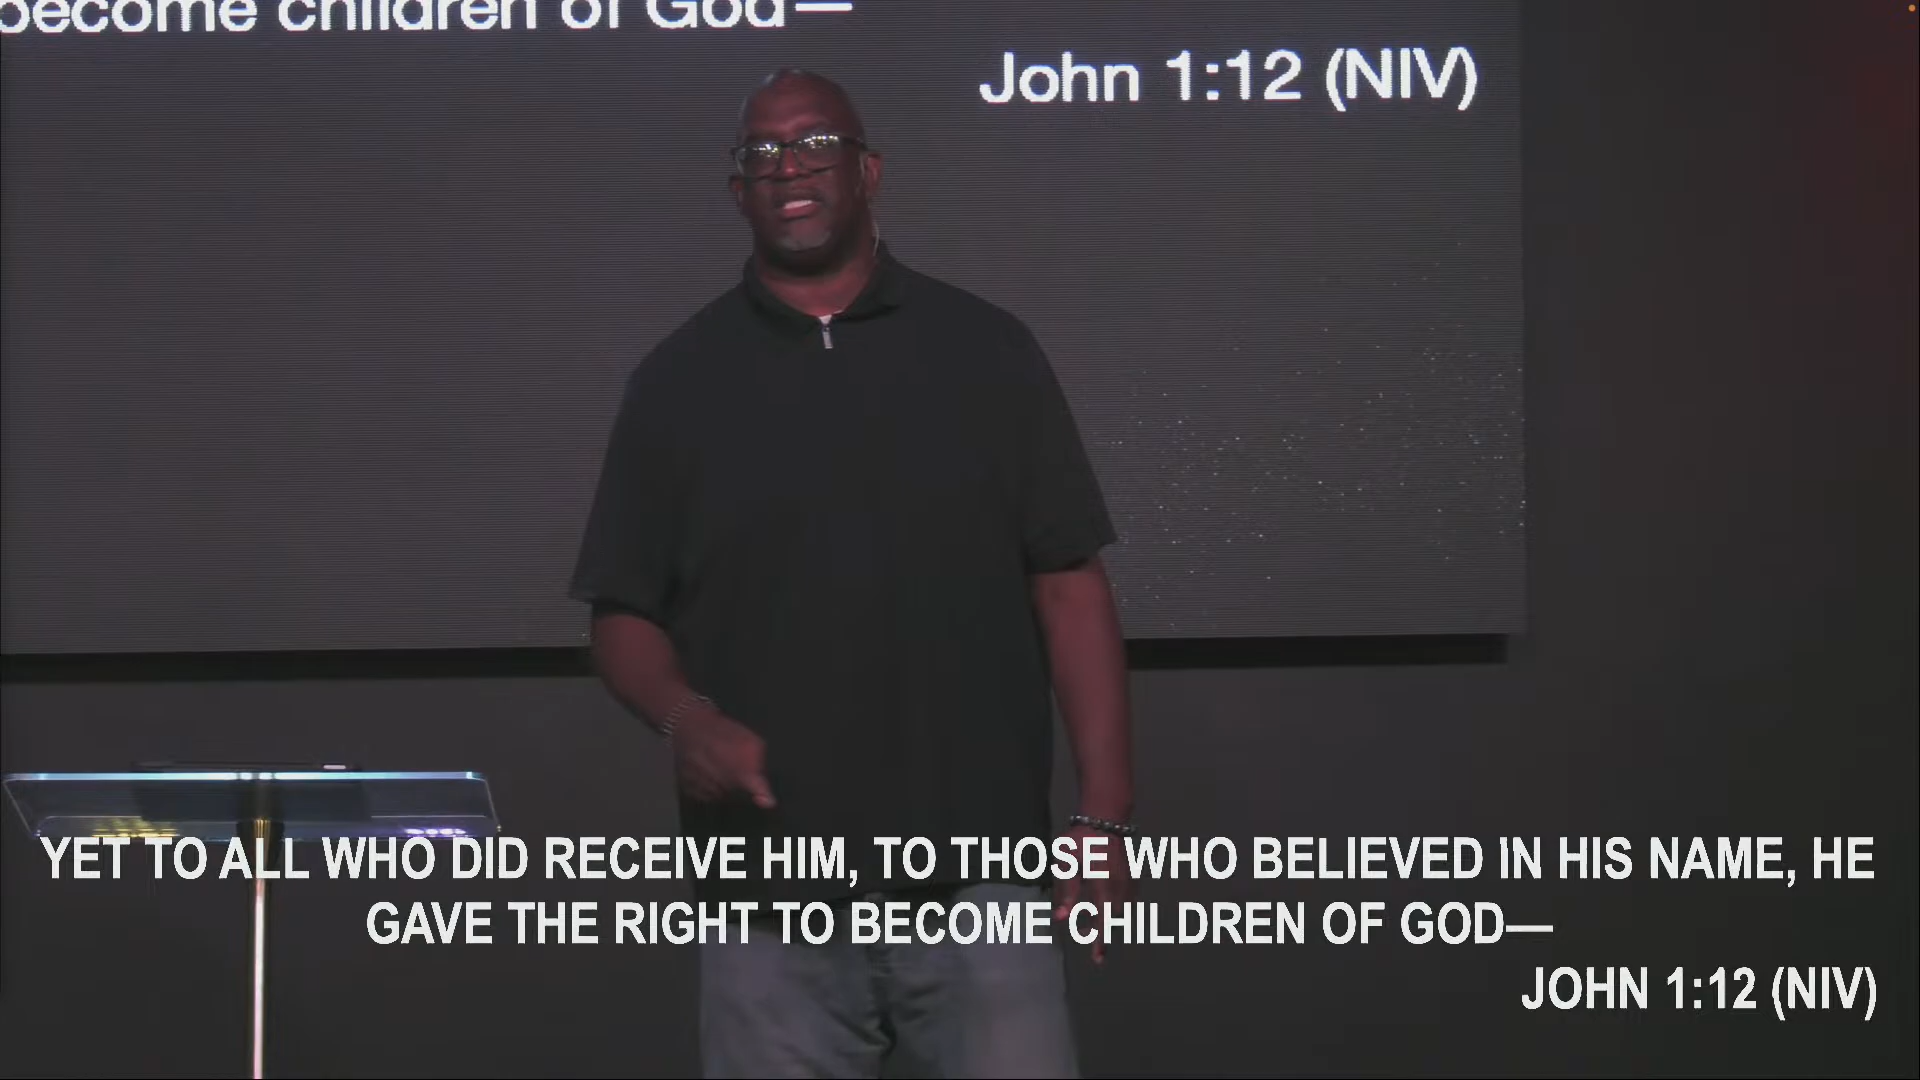 become children of God—
John 1:12 (NIV)
YET TO ALL WHO DID RECEIVE HIM, TO THOSE WHO BELIEVED IN HIS NAME, HE
GAVE THE RIGHT TO BECOME CHILDREN OF GOD—
JOHN 1:12 (NIV)